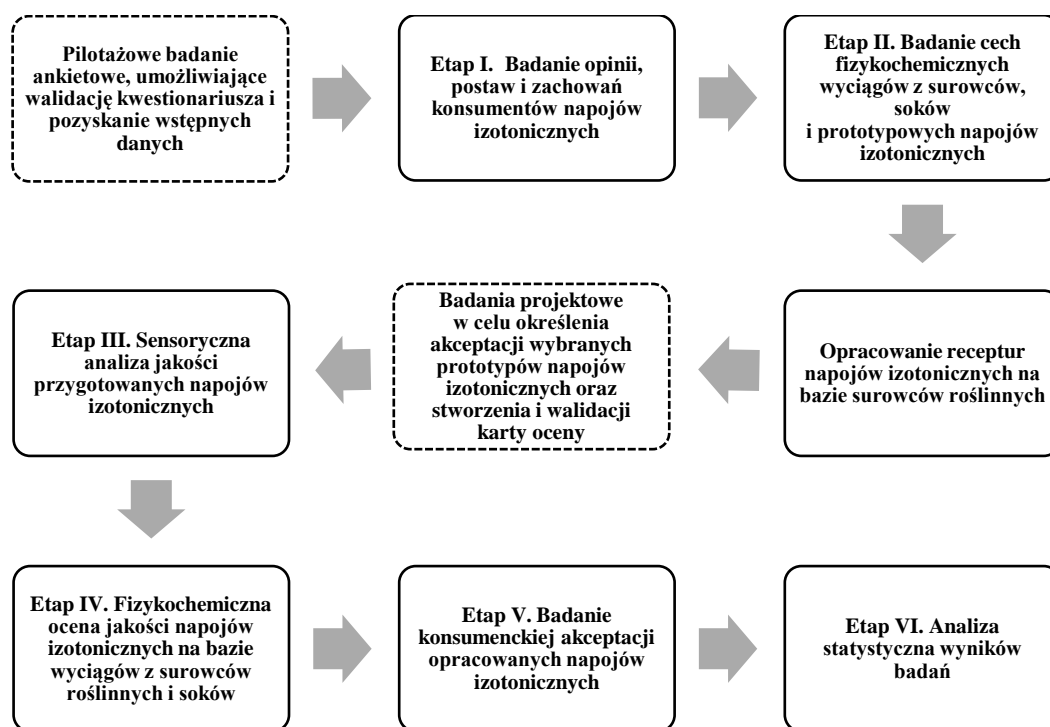 Pilotażowe badanie
ankietowe, umożliwiające
walidację kwestionariusza i
pozyskanie wstępnych
danych
Etap I. Badanie opinii,
postaw i zachowań
konsumentów napojów
izotonicznych
Etap II. Badanie cech
fizykochemicznych
wyciągów z surowców,
soków
i prototypowych napojów
izotonicznych
Opracowanie receptur
napojów izotonicznych na
bazie surowców roślinnych
Badania projektowe
w celu określenia
akceptacji wybranych
prototypów napojów
izotonicznych oraz
stworzenia i walidacji
karty oceny
Etap III. Sensoryczna
analiza jakości
przygotowanych napojów
izotonicznych
Etap IV. Fizykochemiczna
ocena jakości napojów
izotonicznych na bazie
wyciągów z surowców
roślinnych i soków
Etap V. Badanie
konsumenckiej akceptacji
opracowanych napojów
izotonicznych
Etap VI. Analiza
statystyczna wyników
badań